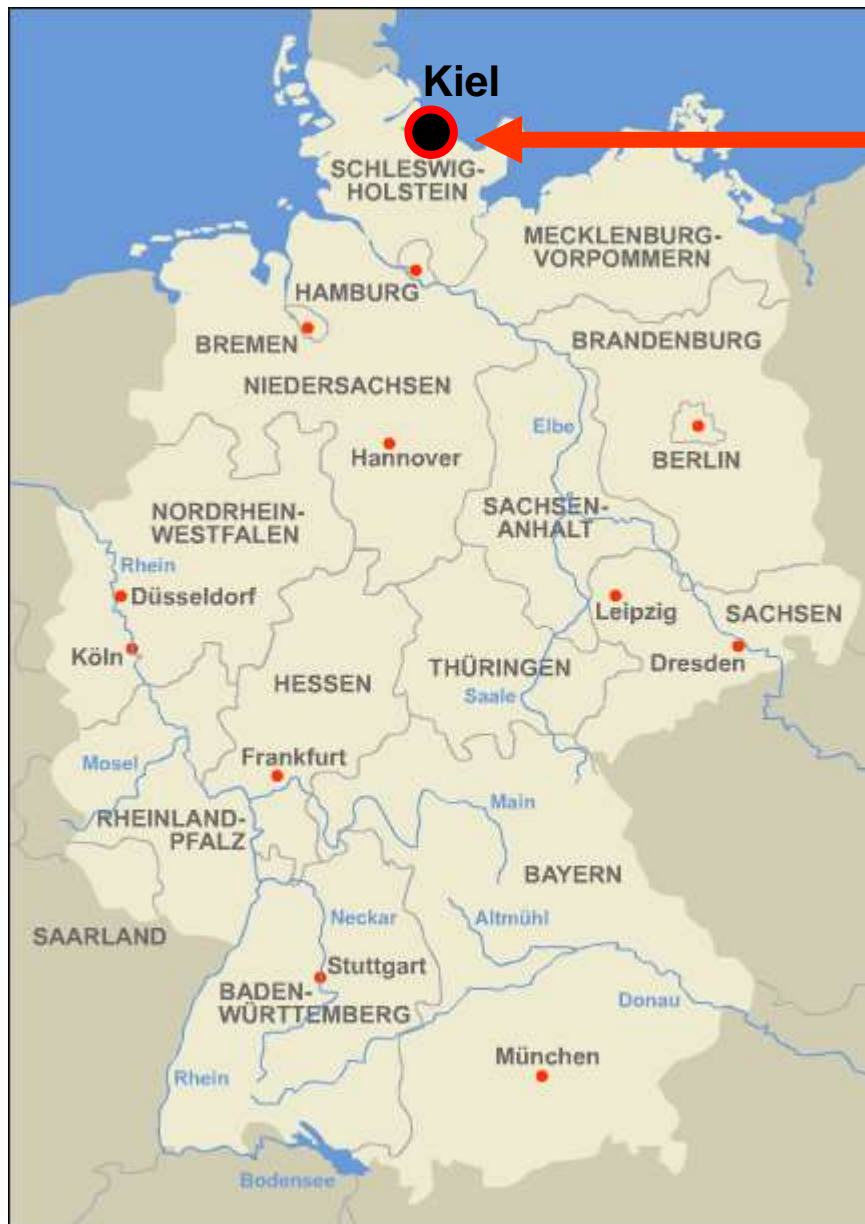 Kiel
SCHLESWIG-
HOLSTEIN
MECKLENBURG-
VORPOMMERN
HAMBURG
BREMEN
BRANDENBURG
NIEDERSACHSEN
Elbe
Hannover
BERLIN
NORDRHEIN-
WESTFALEN
SACHSEN-
ANHALT
Rhein
Düsseldorf
Leipzig
SACHSEN
Köln
HESSEN
THÜRINGEN
Dresden
Saale
Frankfurt
Mosel
Main
RHEINLAND-
PFALZ
BAYERN
Neckar
Altmühl
SAARLAND
Stuttgart
BADEN-
WÜRTTEMBERG
Donau
München
Rhein
Bodensee